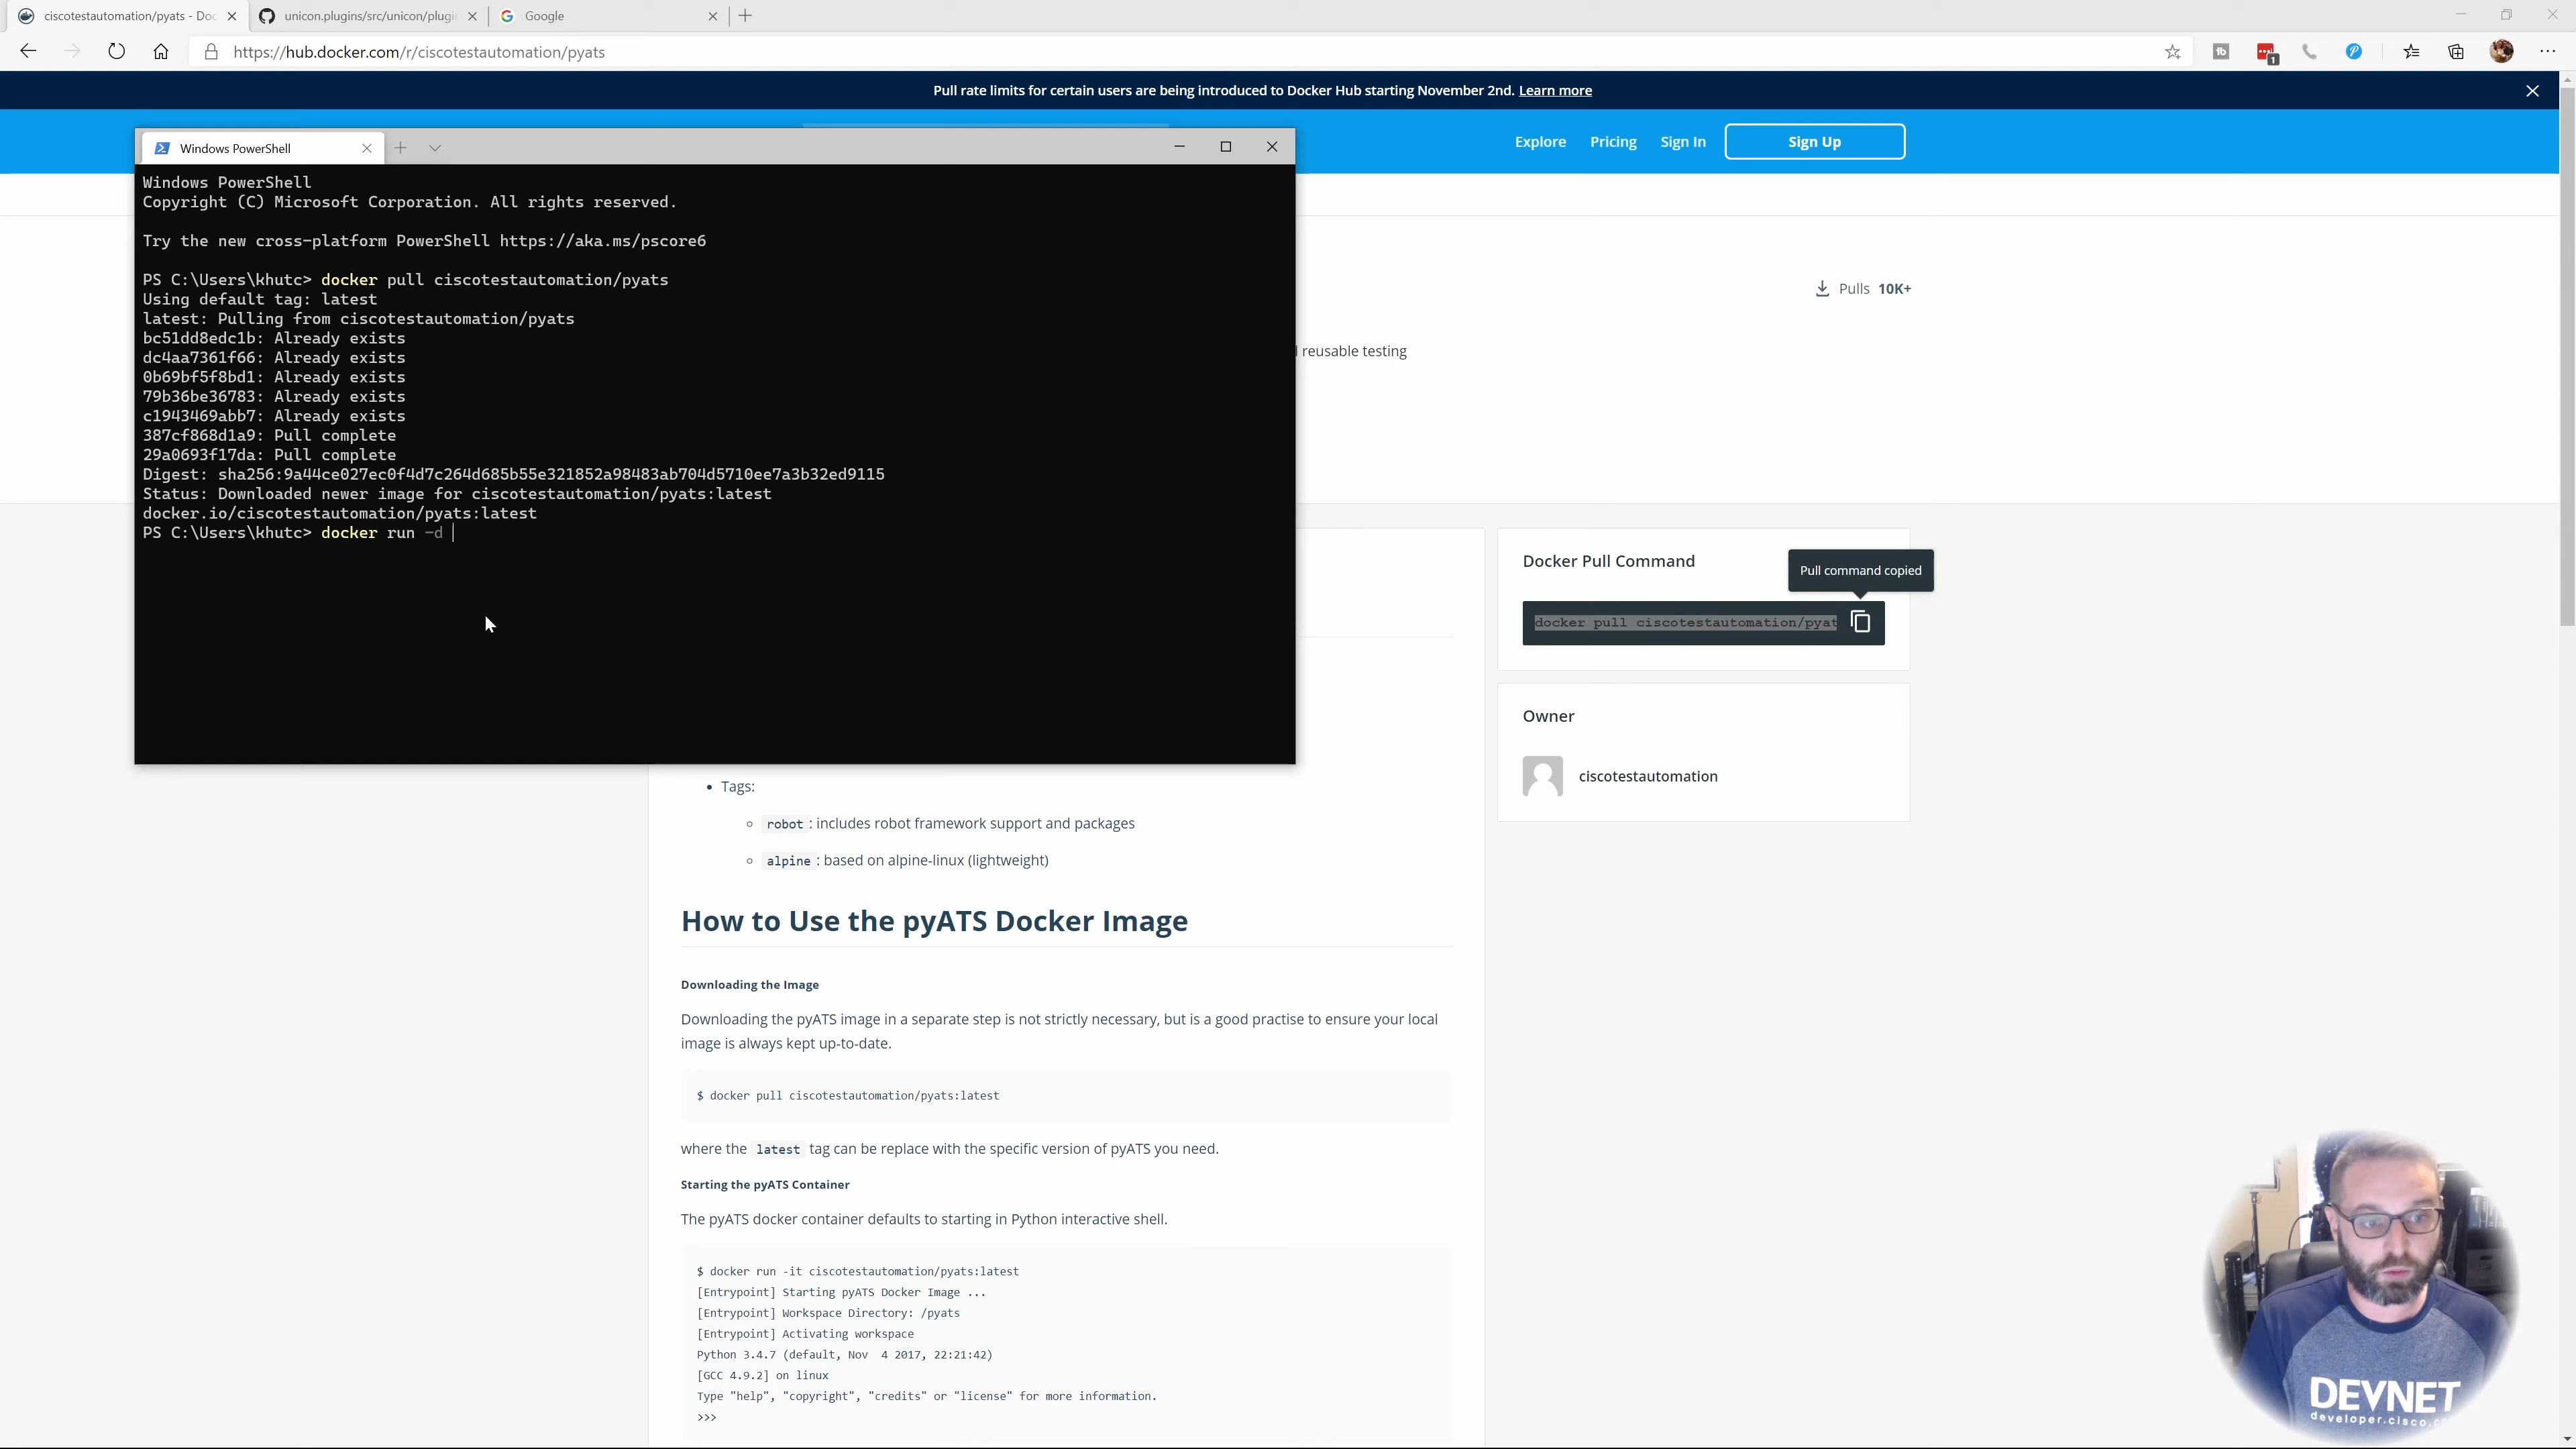 ciscotestautomation/pyats - Doc
unicon.plugins/src/unicon/plugi
Google
https://hub.docker.com/r/ciscotestautomation/pyats
1
Pull rate limits for certain users are being introduced to Docker Hub starting November 2nd. Learn more
Explore Pricing Sign In Sign Up
Windows PowerShell
Windows PowerShell
Copyright (C) Microsoft Corporation. All rights reserved.
Try the new cross-platform PowerShell https://aka.ms/pscore6
PS C:\Users\khutc> docker pull ciscotestautomation/pyats
Using default tag: latest
latest: Pulling from ciscotestautomation/pyats
bc51dd8edc1b: Already exists
dc4aa7361f66: Already exists
0b69bf5f8bd1: Already exists
79b36be36783: Already exists
c1943469abb7: Already exists
387cf868d1a9: Pull complete
29a0693f17da: Pull complete
Digest: sha256:9a44ce027ec0f4d7c264d685b55e321852a98483ab704d5710ee7a3b32ed9115
Status: Downloaded newer image for ciscotestautomation/pyats:latest
docker.io/ciscotestautomation/pyats:latest
PS C:\Users\khutc> docker run -d
Pulls 10K+
reusable testing
Docker Pull Command
Pull command copied
docker pull ciscotestautomation/pyat
Owner
ciscotestautomation
• Tags:
robot : includes robot framework support and packages
alpine : based on alpine-linux (lightweight)
How to Use the pyATS Docker Image
Downloading the Image
Downloading the pyATS image in a separate step is not strictly necessary, but is a good practise to ensure your local
image is always kept up-to-date.
$ docker pull ciscotestautomation/pyats:latest
where the latest tag can be replace with the specific version of pyATS you need.
Starting the pyATS Container
The pyATS docker container defaults to starting in Python interactive shell.
$ docker run -it ciscotestautomation/pyats:latest
[Entrypoint] Starting pyATS Docker Image ...
[Entrypoint] Workspace Directory: /pyats
[Entrypoint] Activating workspace
Python 3.4.7 (default, Nov  4 2017, 22:21:42)
[GCC 4.9.2] on linux
Type "help", "copyright", "credits" or "license" for more information.
>>>
DEVNET
developer.cisco.c